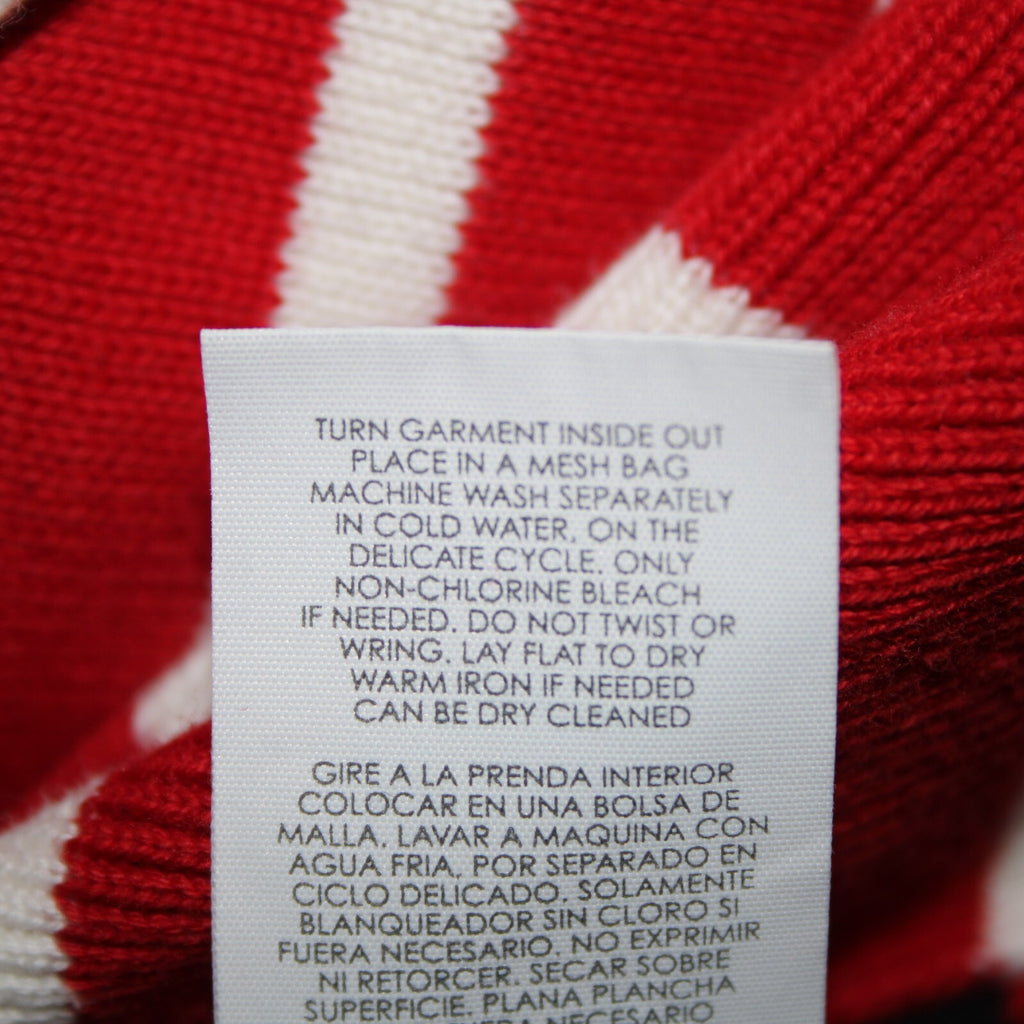 TURN GARMENT INSIDE OUT
PLACE IN A MESH BAG
MACHINE WASH SEPARATELY
IN COLD WATER, ON THE
DELICATE CYCLE. ONLY
NON-CHLORINE BLEACH
IF NEEDED. DO NOT TWIST OR
WRING. LAY FLAT TO DRY
WARM IRON IF NEEDED
CAN BE DRY CLEANED
GIRE A LA PRENDA INTERIOR
COLOCAR EN UNA BOLSA DE
MALLA. LAVAR A MAQUINA CON
AGUA FRIA, POR SEPARADO EN
CICLO DELICADO. SOLAMENTE
BLANQUEADOR SIN CLORO SI
FUERA NECESARIO. NO EXPRIMIR
NI RETORCER. SECAR SOBRE
SUPERFICIE. PLANA PLANCHA
NECESARIO